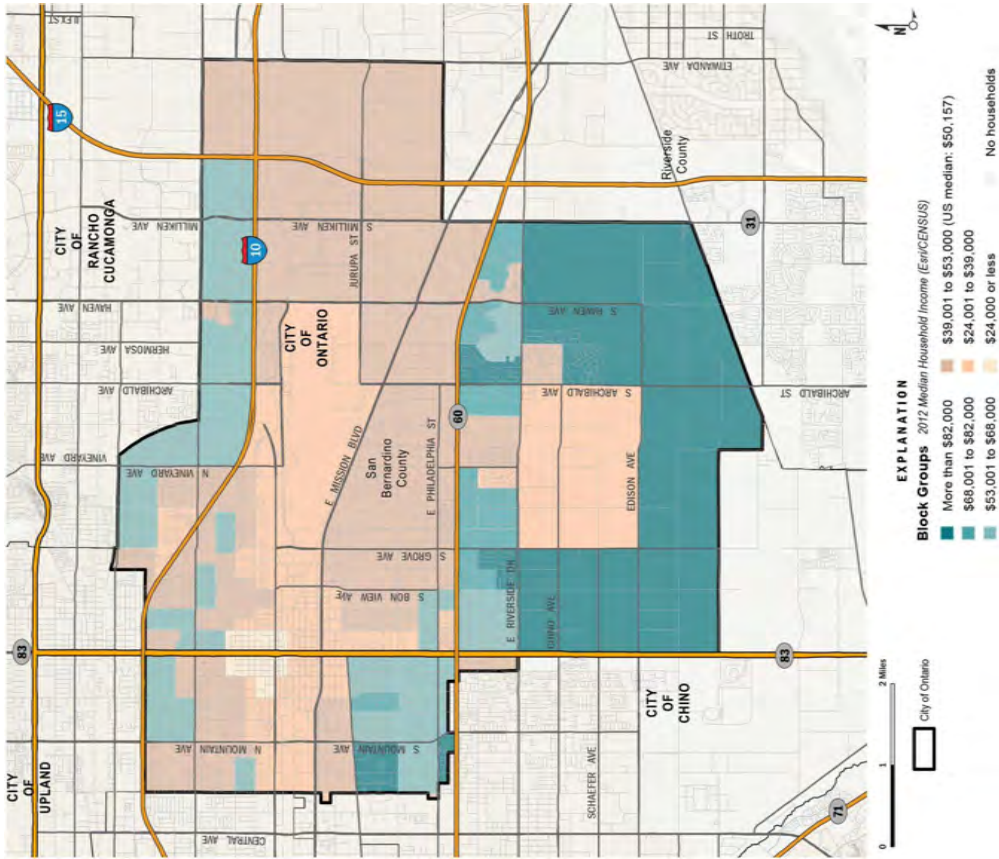 CITY
OF
UPLAND
83
15
ILEX ST
CITY
OF
RANCHO
CUCAMONGA
HAVEN AVE
MILLIKEN AVE
HERMOSA
AVE
ARCHIBALD
AVE
VINEYARD AVE
N VINEYARD AVE
10
CITY
OF
ONTARIO
JURUPA ST
S MILLIKEN AVE
E MISSION BLVD
San
Bernardino
County
E PHILADELPHIA ST
60
S GROVE AVE
S BON VIEW
AVE
N MOUNTAIN AVE
S MOUNTAIN AVE
CENTRAL AVE
E RIVERSIDE DR
CHINO AVE
S ARCHIBALD AVE
S HAVEN AVE
EDISON AVE
SCHAEFER AVE
CITY
OF
CHINO
ETIWANDA AVE
TROTH ST
Riverside
County
31
ARCHIBALD ST
83
71
N
0 1 2 Miles
City of Ontario
EXPLANATION
Block Groups 2012 Median Household Income (Esri/CENSUS)
More than $82,000
$68,001 to $82,000
$53,001 to $68,000
$39,001 to $53,000 (US median: $50,157)
$24,001 to $39,000
$24,000 or less
No households